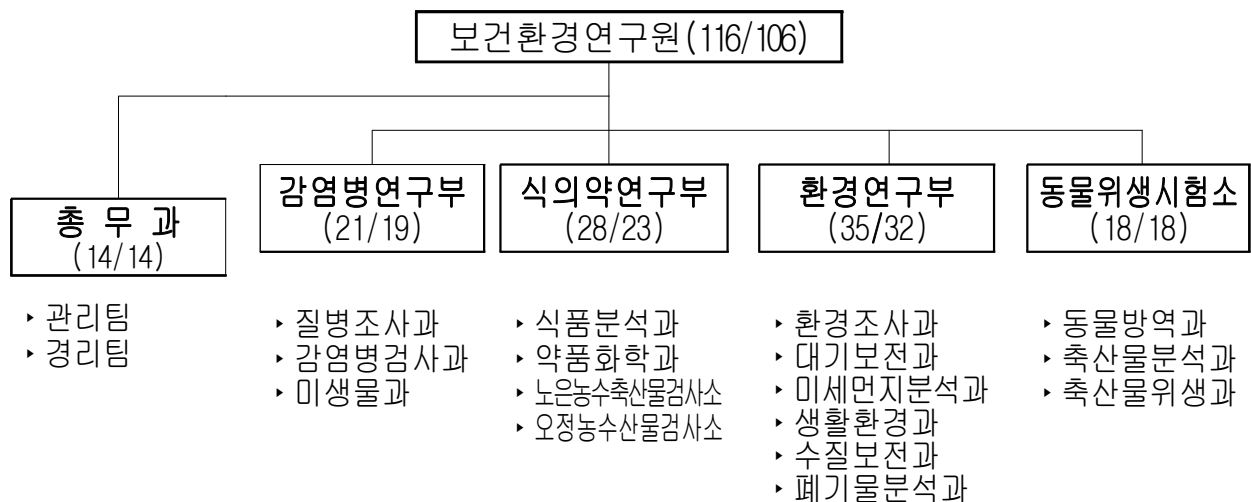 보건환경연구원(116/106)
총 무 과
(14/14)
▸ 관리팀
▸ 경리팀
감염병연구부
(21/19)
▸ 질병조사과
▸ 감염병검사과
▸ 미생물과
식의약연구부
(28/23)
▸ 식품분석과
▸ 약품화학과
▸ 노은농수축산물검사소
▸ 오정농수산물검사소
환경연구부
(35/32)
▸ 환경조사과
▸ 대기보전과
▸ 미세먼지분석과
▸ 생활환경과
▸ 수질보전과
▸ 폐기물분석과
동물위생시험소
(18/18)
▸ 동물방역과
▸ 축산물분석과
▸ 축산물위생과